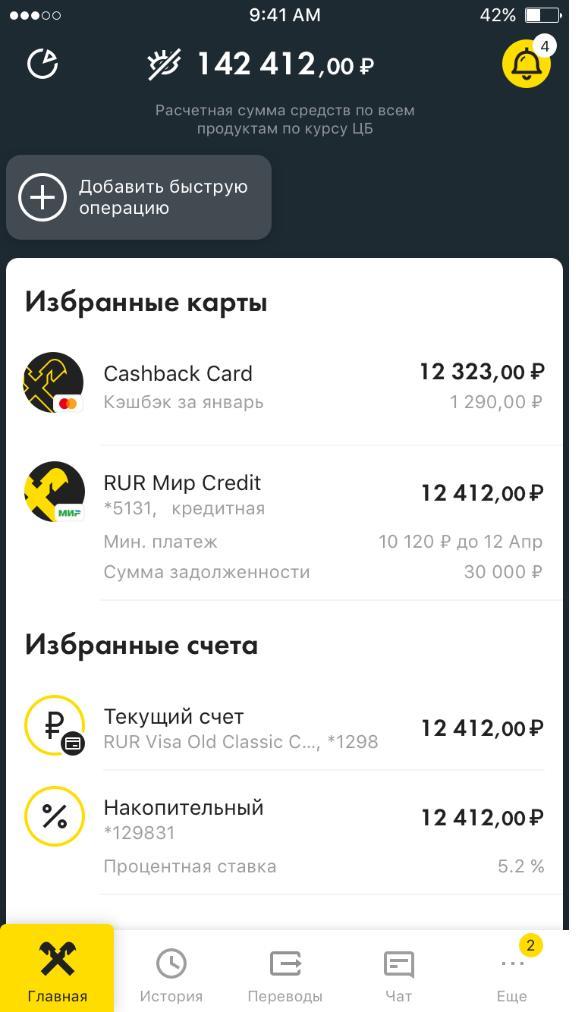 9:41 AM
42%
142 412,00 ₽
4
Расчетная сумма средств по всем
продуктам по курсу ЦБ
Добавить быструю
операцию
Избранные карты
Cashback Card
12 323,00 ₽
Кэшбэк за январь
1 290,00 ₽
RUR Мир Credit
*5131, кредитная
12 412,00 ₽
МИР
Мин. платеж
10 120 ₽ до 12 Апр
Сумма задолженности
30 000 ₽
Избранные счета
₽
Текущий счет
RUR Visa Old Classic C..., *1298
12 412,00 ₽
%
Накопительный
*129831
12 412,00 ₽
Процентная ставка
5.2 %
Главная
История
Переводы
Чат
2
Еще